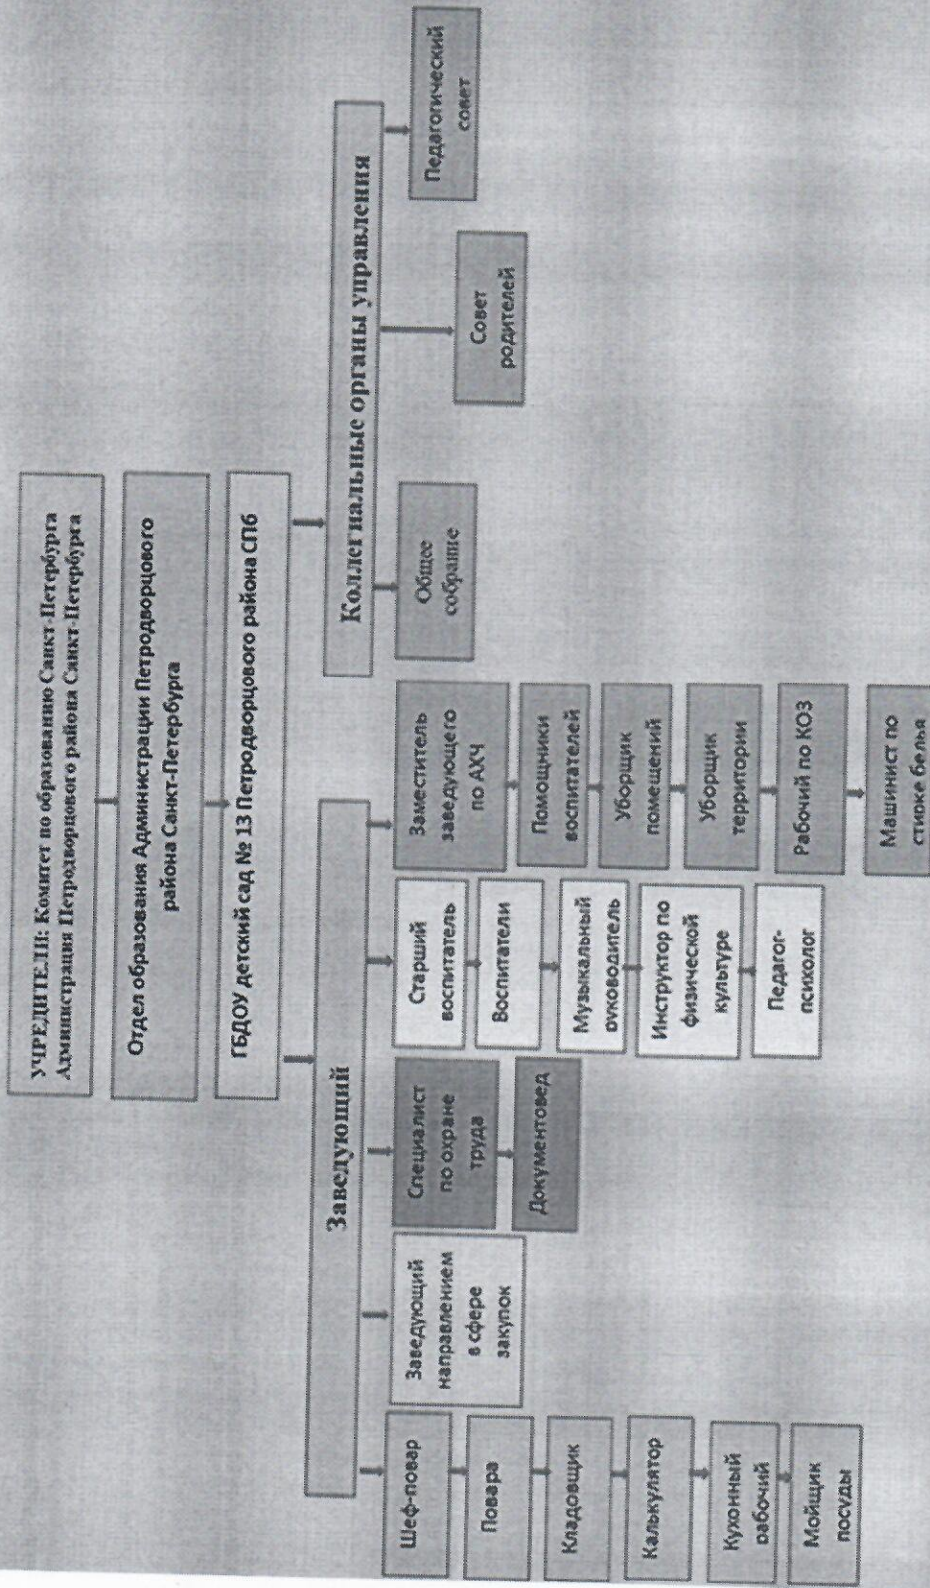 УЧРЕДИТЕЛИ: Комитет по образованию Санкт-Петербурга
Администрация Петродворцового района Санкт-Петербурга
Отдел образования Администрации Петродворцового
района Санкт-Петербурга
ГБДОУ детский сад № 13 Петродворцового района СПб
Заведующий
Коллегиальные органы управления
Шеф-повар
Повара
Кладовщик
Калькулятор
Кухонный
рабочий
Мойщик
посуды
Заведующий
направлением
в сфере
закупок
Специалист
по охране
труда
Документовед
Старший
воспитатель
Воспитатели
Музыкальный
руководитель
Инструктор по
физической
культуре
Педагог-
психолог
Заместитель
заведующего
по АХЧ
Помощники
воспитателей
Уборщик
помещений
Уборщик
территории
Рабочий по КОЗ
Машинист по
стирке белья
Общее
собрание
Совет
родителей
Педагогический
совет